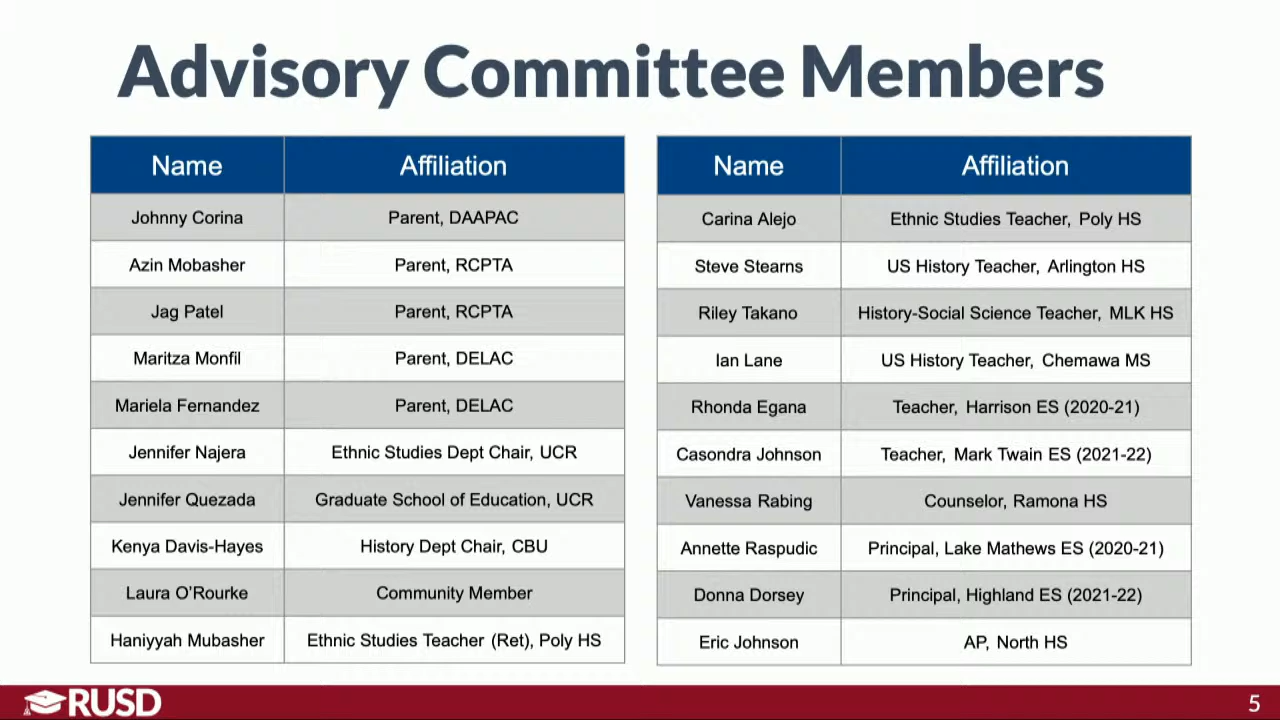 Advisory Committee Members
Name Affiliation
Johnny Corina Parent, DAAPAC
Azin Mobasher Parent, RCPTA
Jag Patel Parent, RCPTA
Maritza Monfil Parent, DELAC
Mariela Fernandez Parent, DELAC
Jennifer Najera Ethnic Studies Dept Chair, UCR
Jennifer Quezada Graduate School of Education, UCR
Kenya Davis-Hayes History Dept Chair, CBU
Laura O’Rourke Community Member
Haniyyah Mubasher Ethnic Studies Teacher (Ret), Poly HS
Name Affiliation
Carina Alejo Ethnic Studies Teacher, Poly HS
Steve Stearns US History Teacher, Arlington HS
Riley Takano History-Social Science Teacher, MLK HS
Ian Lane US History Teacher, Chemawa MS
Rhonda Egana Teacher, Harrison ES (2020-21)
Casondra Johnson Teacher, Mark Twain ES (2021-22)
Vanessa Rabing Counselor, Ramona HS
Annette Raspudic Principal, Lake Mathews ES (2020-21)
Donna Dorsey Principal, Highland ES (2021-22)
Eric Johnson AP, North HS
RUSD 5